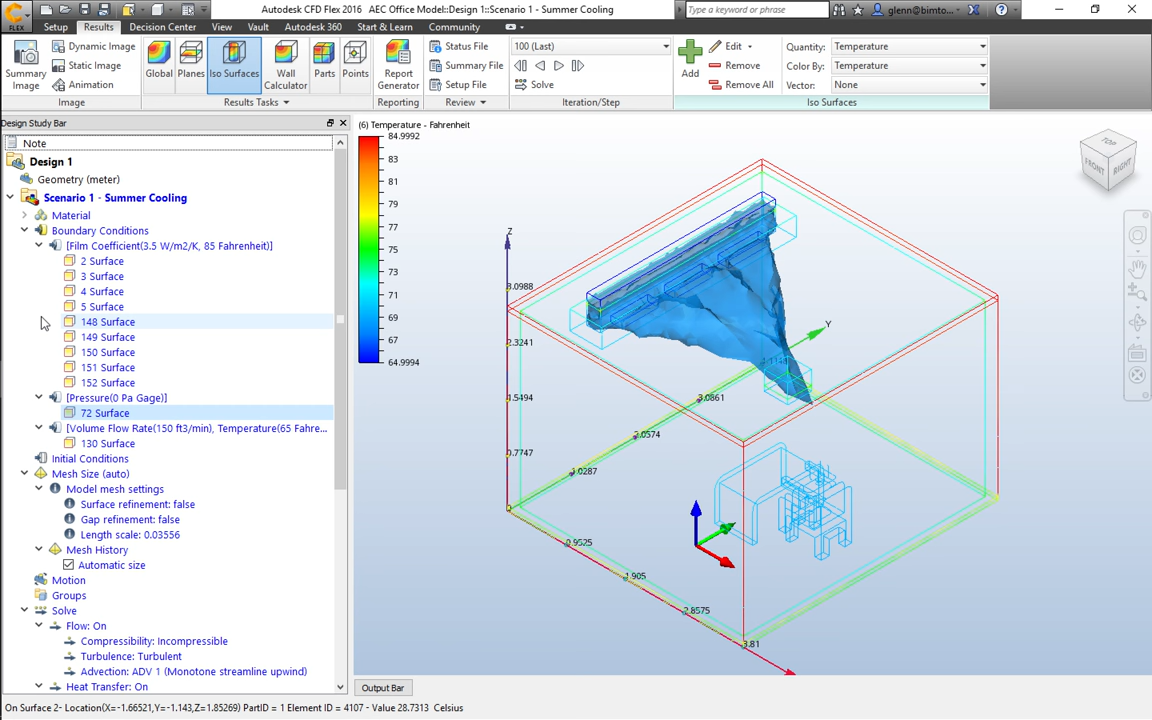 Autodesk CFD Flex 2016 AEC Office Model::Design 1::Scenario 1 - Summer Cooling
Type a keyword or phrase
glenn@bimto...
FLEX
Setup Results Decision Center View Vault Autodesk 360 Start & Learn Community
Summary Image
Dynamic Image
Static Image
Animation
Image
Global
Planes
Iso Surfaces
Wall Calculator
Parts
Points
Results Tasks
Report Generator
Reporting
Status File
Summary File
Setup File
Review
100 (Last)
Solve
Iteration/Step
Add
Edit
Remove
Remove All
Quantity: Temperature
Color By: Temperature
Vector: None
Iso Surfaces
Design Study Bar
Note
Design 1
Geometry (meter)
Scenario 1 - Summer Cooling
Material
Boundary Conditions
[Film Coefficient(3.5 W/m2/K, 85 Fahrenheit)]
2 Surface
3 Surface
4 Surface
5 Surface
148 Surface
149 Surface
150 Surface
151 Surface
152 Surface
[Pressure(0 Pa Gage)]
72 Surface
[Volume Flow Rate(150 ft3/min), Temperature(65 Fahre...
130 Surface
Initial Conditions
Mesh Size (auto)
Model mesh settings
Surface refinement: false
Gap refinement: false
Length scale: 0.03556
Mesh History
Automatic size
Motion
Groups
Solve
Flow: On
Compressibility: Incompressible
Turbulence: Turbulent
Advection: ADV 1 (Monotone streamline upwind)
Heat Transfer: On
(6) Temperature - Fahrenheit
84.9992
83
81
79
77
75
73
71
69
67
64.9994
TOP
FRONT
RIGHT
Z
Y
3.0988
2.3241
1.5494
0.7747
3.0861
2.0574
1.0287
0.9525
1.905
2.8575
3.81
Output Bar
On Surface 2- Location(X=-1.66521,Y=-1.143,Z=1.85269) PartID = 1 Element ID = 4107 - Value 28.7313 Celsius